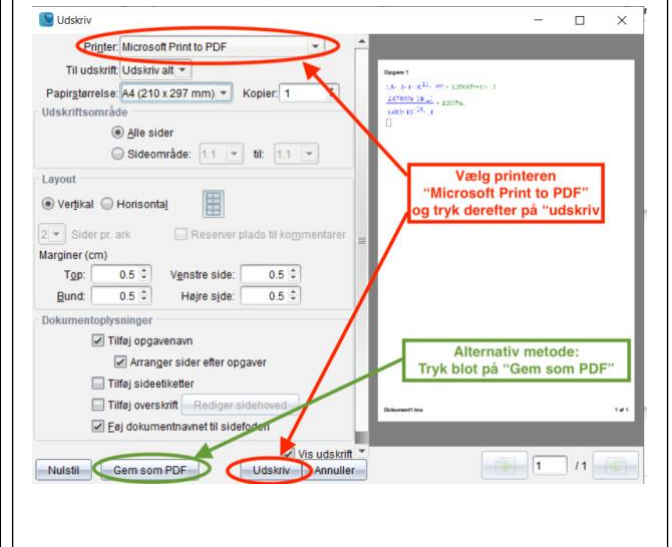 Udskriv
Printer: Microsoft Print to PDF
Til udskrift: Udskriv alt
Papirstørrelse: A4 (210 x 297 mm) Kopier: 1
Udskriftsområde
Alle sider
Sideområde: 1.1 til: 1.1
Layout
Vertikal Horisontal
2 Sider pr. ark Reserver plads til kommentarer
Marginer (cm)
Top: 0.5 Venstre side: 0.5
Bund: 0.5 Højre side: 0.5
Dokumentoplysninger
Tilføj opgavenavn
Arranger sider efter opgaver
Tilføj sideetiketter
Tilføj overskrift Rediger sidehoved
Føj dokumentnavnet til sidefoden
Vis udskrift
Nulstil Gem som PDF Udskriv Annuller
Opgave 1
Vælg printeren
“Microsoft Print to PDF”
og tryk derefter på “udskriv
Alternativ metode:
Tryk blot på “Gem som PDF”
Dokument1.tns 1 af 1
1 / 1